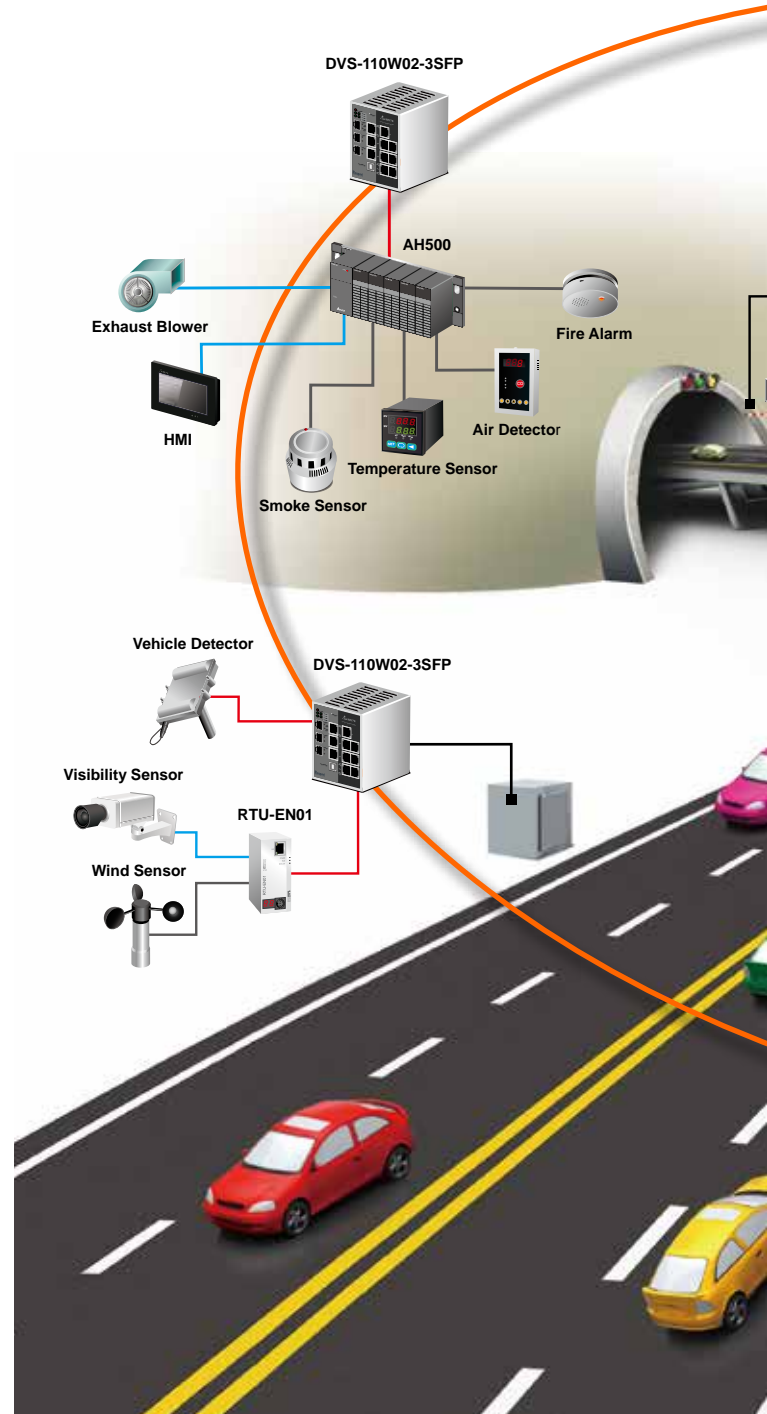 DVS-110W02-3SFP
AH500
Exhaust Blower
Fire Alarm
HMI
Air Detector
Temperature Sensor
Smoke Sensor
Vehicle Detector
DVS-110W02-3SFP
Visibility Sensor
RTU-EN01
Wind Sensor